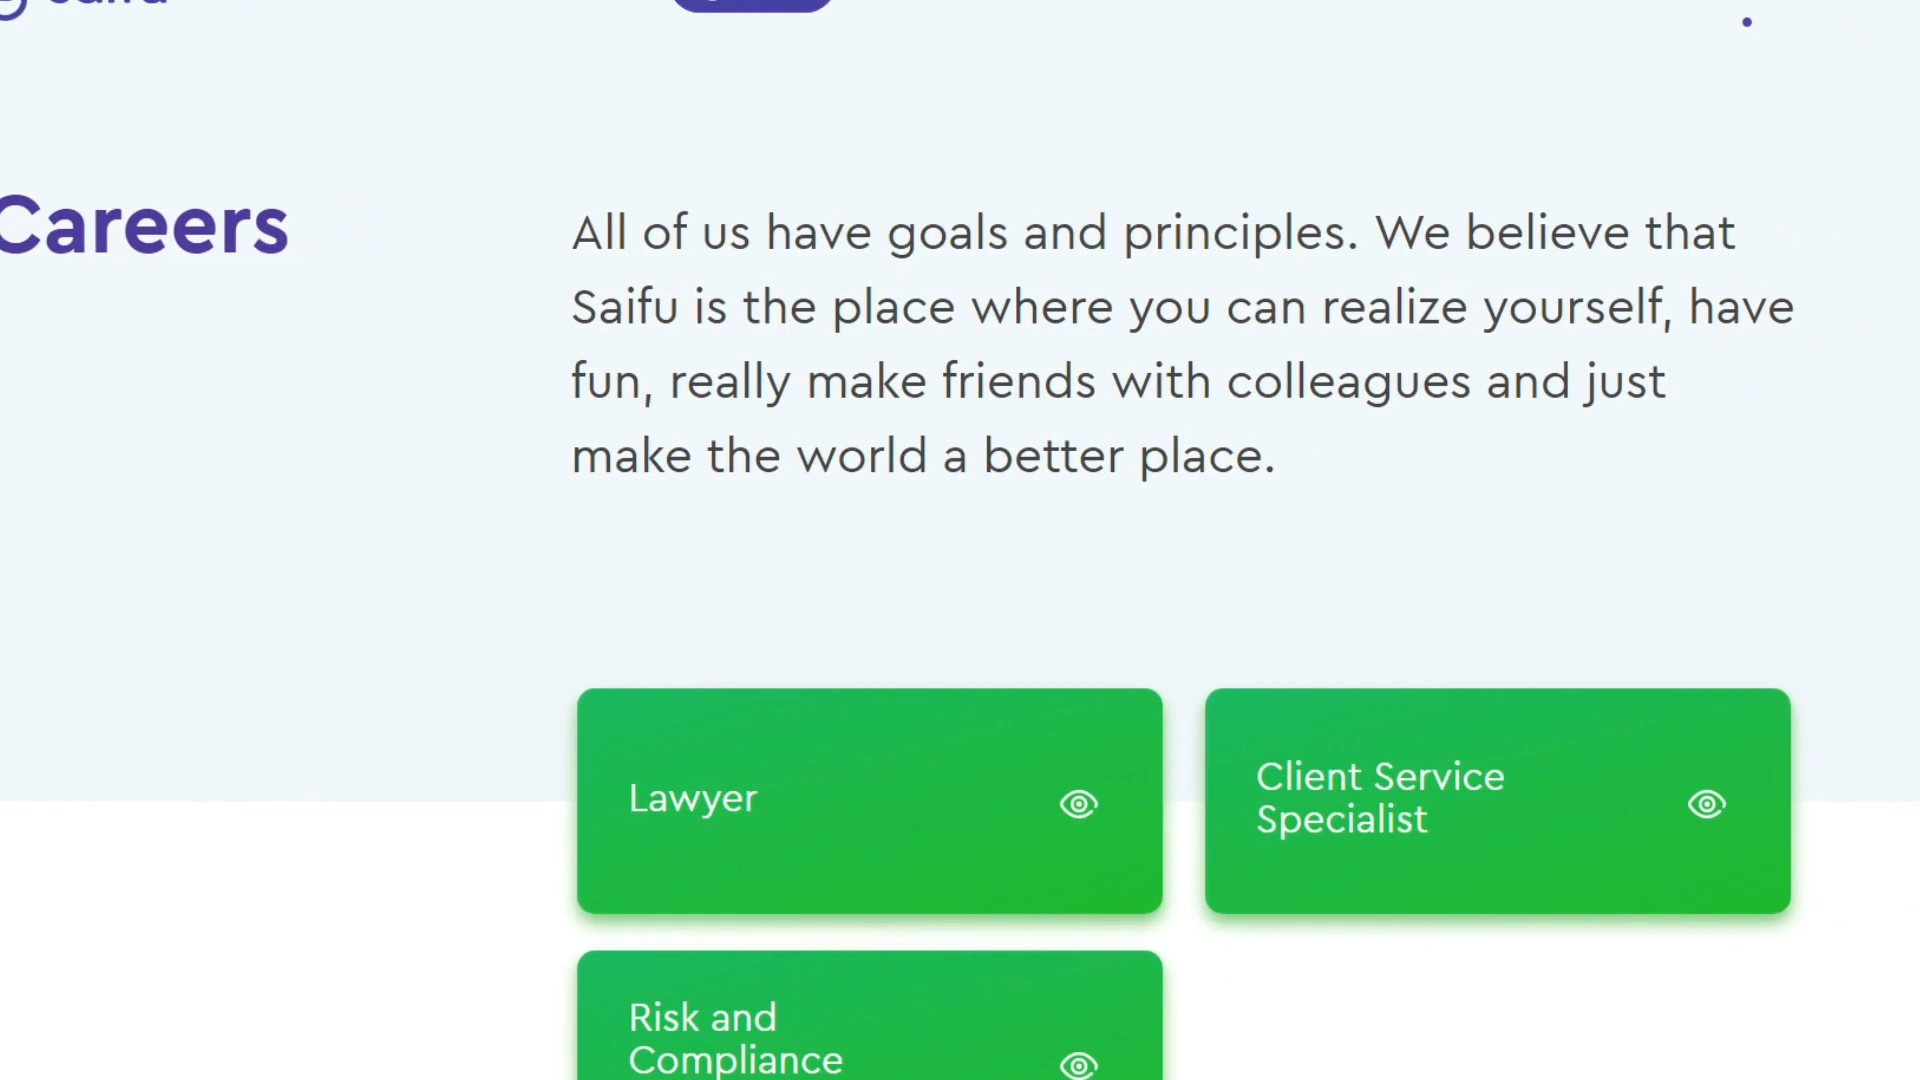 Careers
All of us have goals and principles. We believe that
Saifu is the place where you can realize yourself, have
fun, really make friends with colleagues and just
make the world a better place.
Lawyer
Client Service
Specialist
Risk and
Compliance